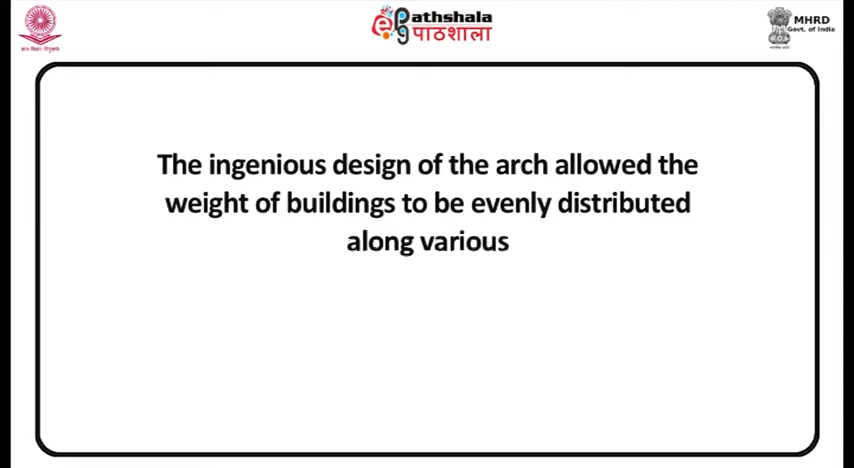 ePathshala
पाठशाला
MHRD
Govt. of India
The ingenious design of the arch allowed the
weight of buildings to be evenly distributed
along various